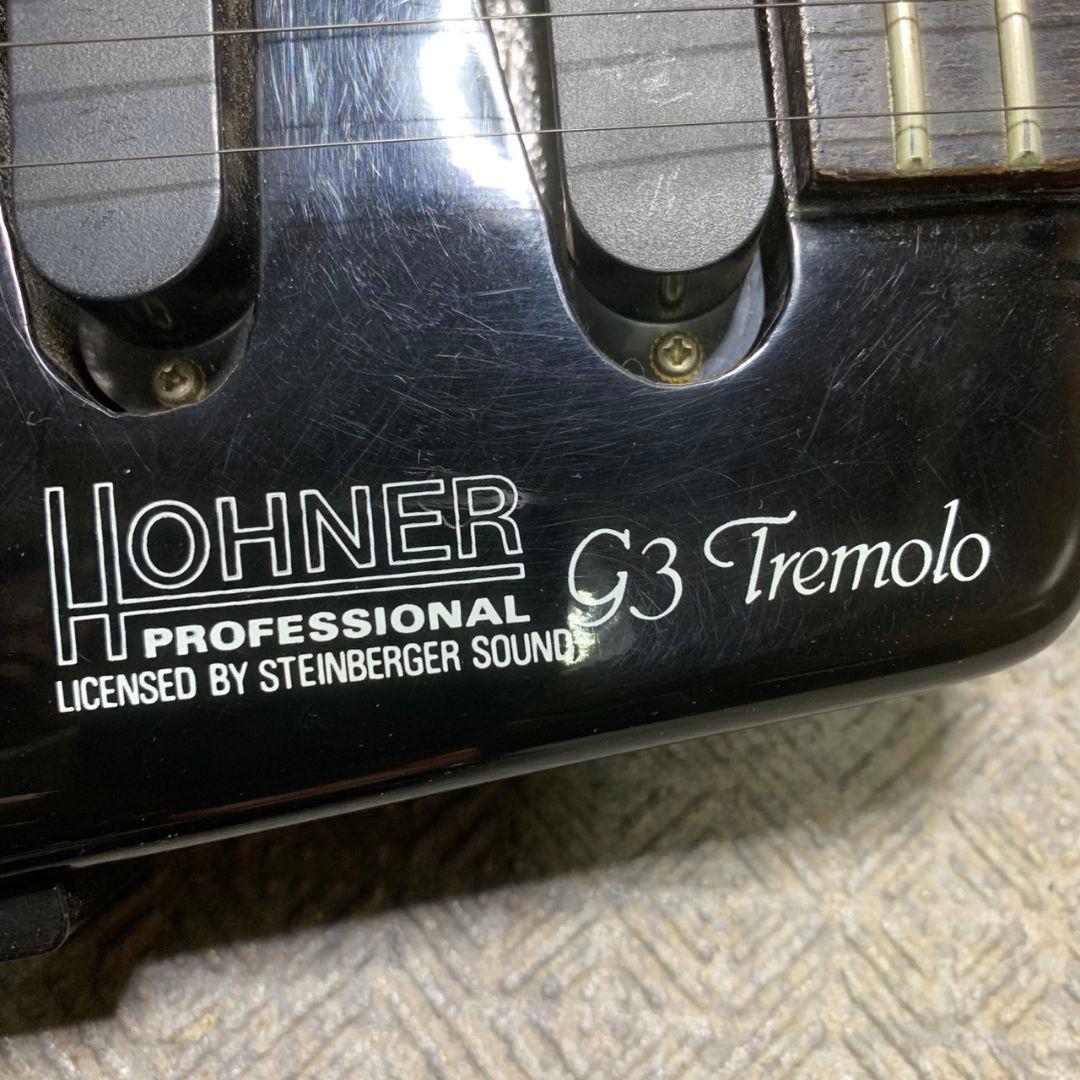 HOHNER
PROFESSIONAL
LICENSED BY STEINBERGER SOUND
G3 Tremolo